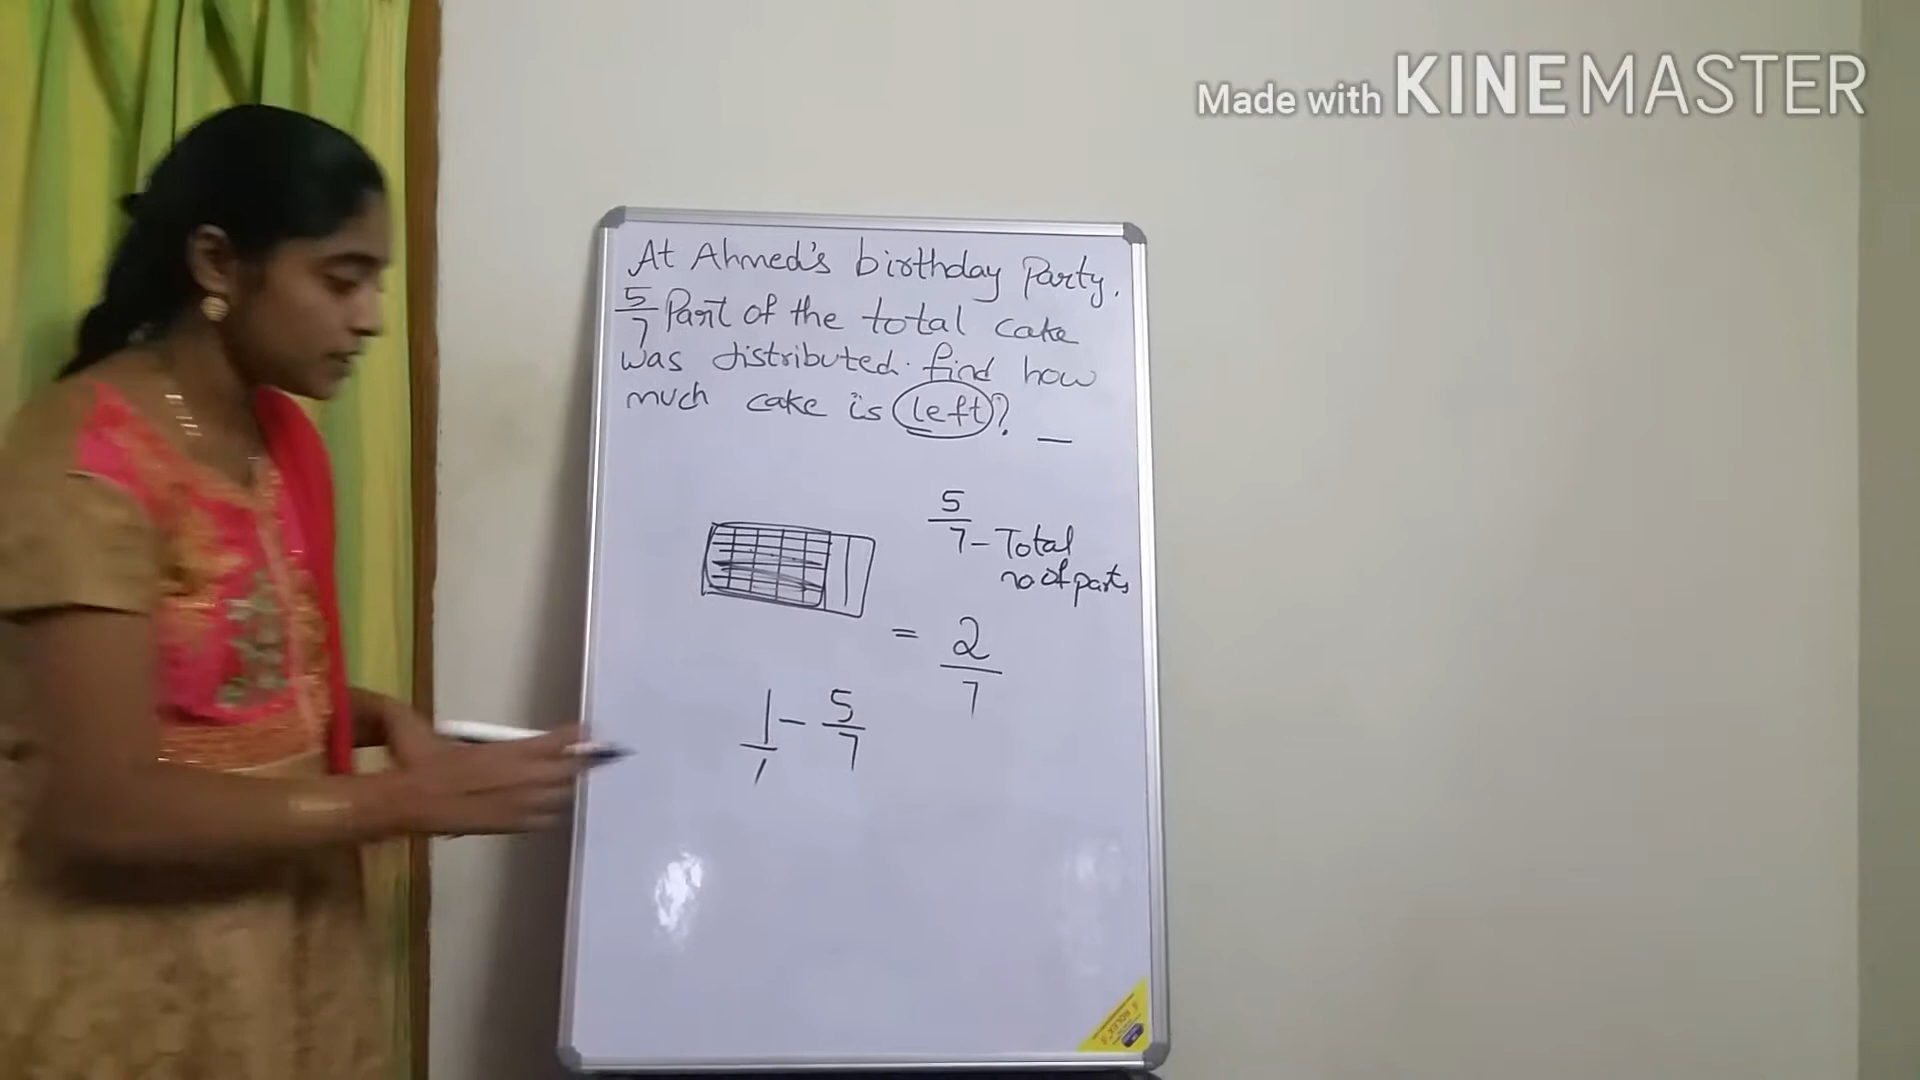 Made with KINEMASTER
At Ahmed's birthday Party.
5/7 Part of the total cake
was distributed. find how
much cake is left? _
5/7 - Total
no of parts
= 2/7
1/1 - 5/7
ROLEX